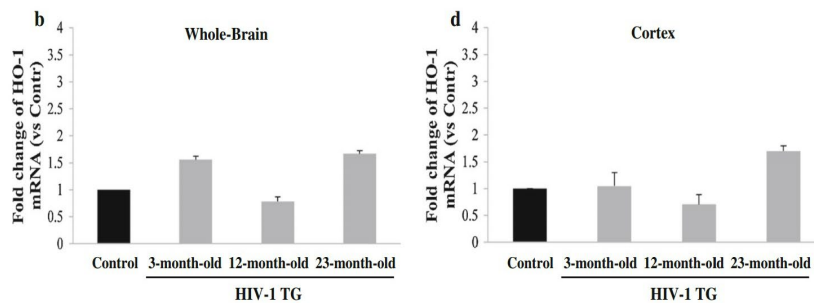 b
Whole-Brain
Fold change of HO-1
mRNA (vs Contr)
4
3.5
3
2.5
2
1.5
1
0.5
0
Control 3-month-old 12-month-old 23-month-old
HIV-1 TG
d
Cortex
Fold change of HO-1
mRNA (vs Contr)
4
3.5
3
2.5
2
1.5
1
0.5
0
Control 3-month-old 12-month-old 23-month-old
HIV-1 TG